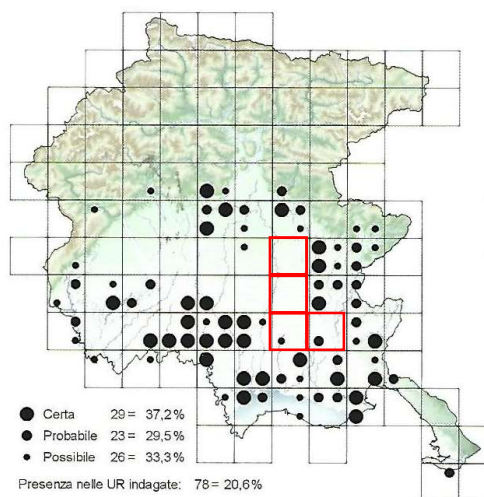 Certa 29 = 37,2%
Probabile 23 = 29,5%
Possibile 26 = 33,3%
Presenza nelle UR indagate: 78 = 20,6%